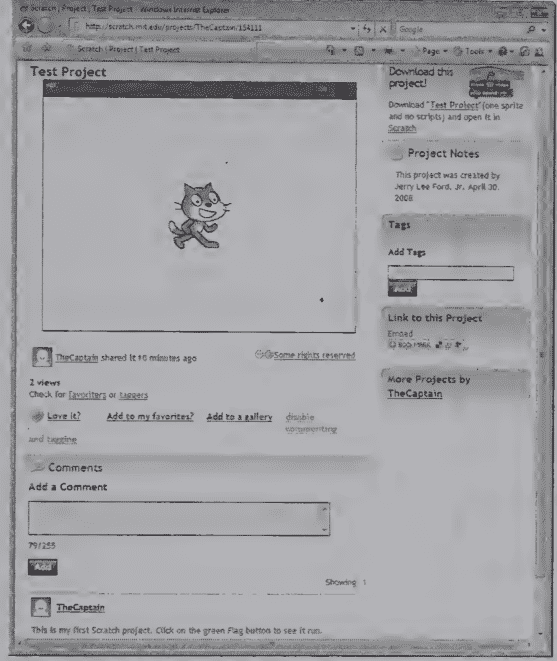 Scratch | Project | Test Project - Windows Internet Explorer
http://scratch.mit.edu/projects/TheCaptain/154111
Google
Scratch | Project | Test Project
Page
Tools
Test Project
TheCaptain shared it 10 minutes ago
Some rights reserved
2 views
Check for favoriters or taggers
Love it?
Add to my favorites?
Add to a gallery
disable
commenting
and tagging
Comments
Add a Comment
79/255
Add
Showing 1
TheCaptain
This is my first Scratch project. Click on the green Flag button to see it run.
Download this
project!
Download "Test Project" (one sprite
and no scripts) and open it in
Scratch
Project Notes
This project was created by
Jerry Lee Ford, Jr. April 30,
2008
Tags
Add Tags
Add
Link to this Project
Embed
More Projects by
TheCaptain